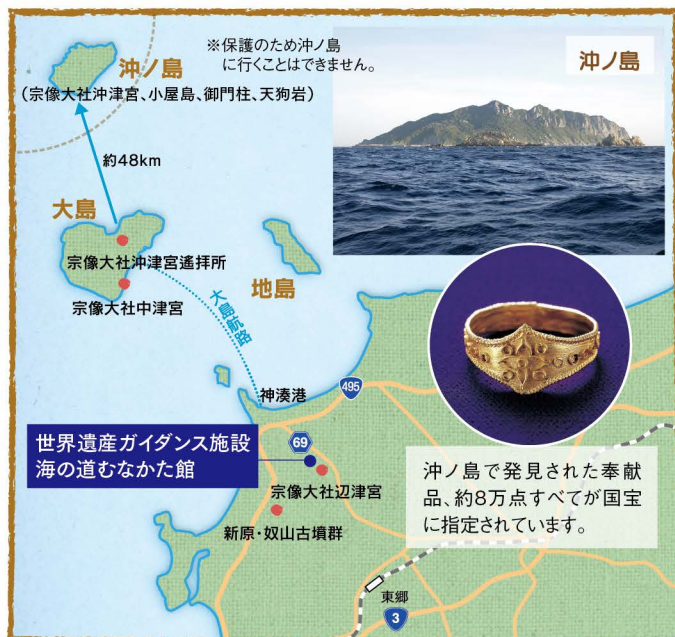 ※保護のため沖ノ島
に行くことはできません。
沖ノ島
(宗像大社沖津宮、小屋島、御門柱、天狗岩)
沖ノ島
約48km
大島
宗像大社沖津宮遙拝所
宗像大社中津宮
地島
大島航路
神湊港
495
世界遺産ガイダンス施設
海の道むなかた館
69
宗像大社辺津宮
新原・奴山古墳群
沖ノ島で発見された奉献
品、約8万点すべてが国宝
に指定されています。
東郷
3